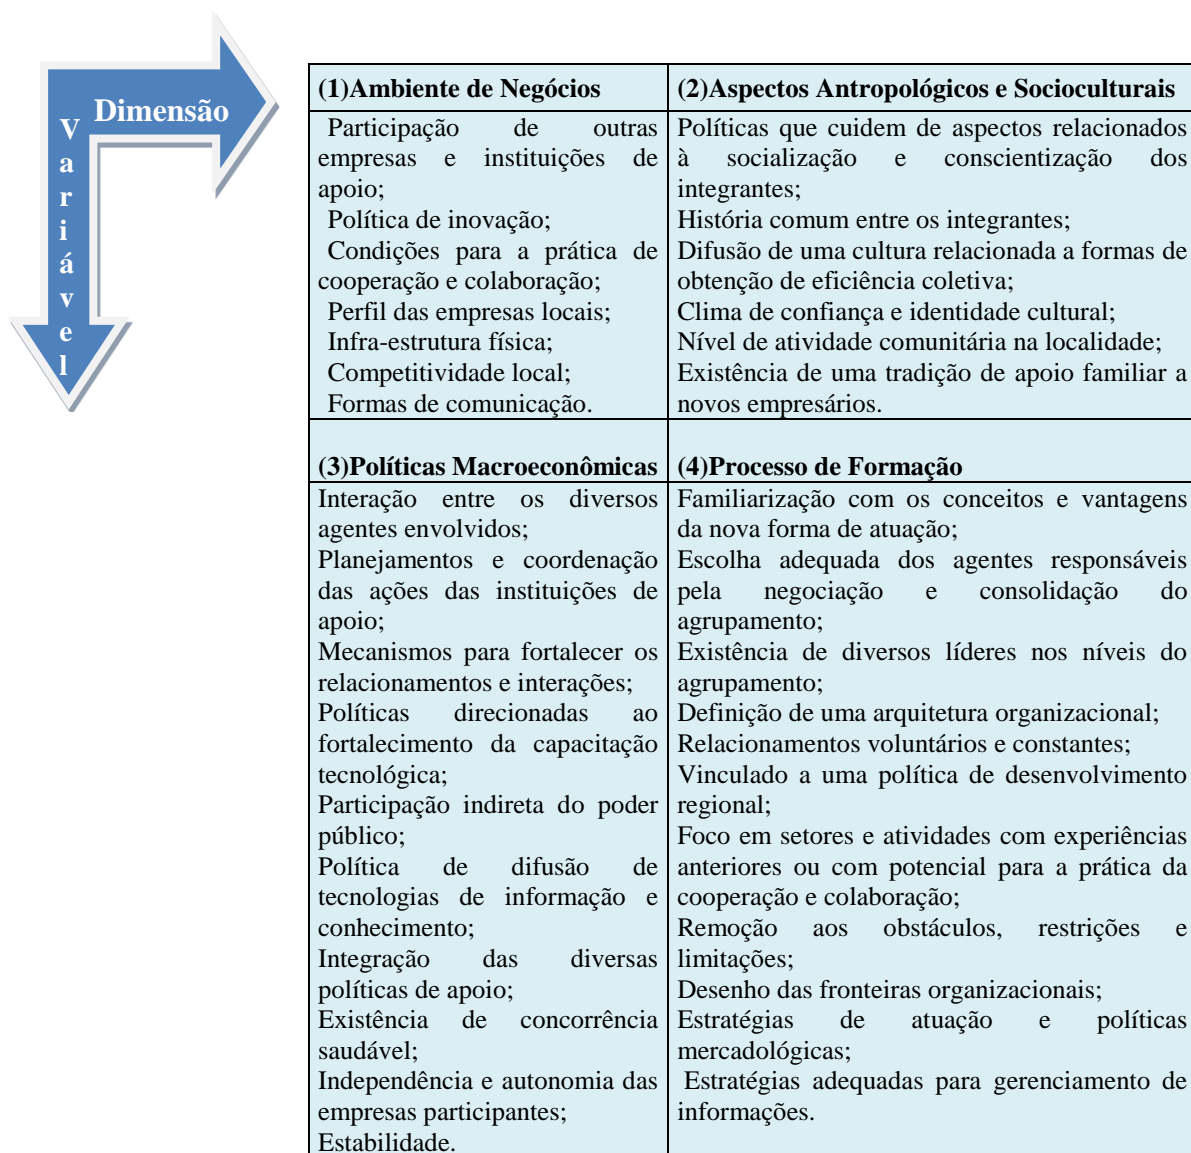 Dimensão
Variável
(1)Ambiente de Negócios
Participação de outras
empresas e instituições de
apoio;
Política de inovação;
Condições para a prática de
cooperação e colaboração;
Perfil das empresas locais;
Infra-estrutura física;
Competitividade local;
Formas de comunicação.
(2)Aspectos Antropológicos e Socioculturais
Políticas que cuidem de aspectos relacionados
à socialização e conscientização dos
integrantes;
História comum entre os integrantes;
Difusão de uma cultura relacionada a formas de
obtenção de eficiência coletiva;
Clima de confiança e identidade cultural;
Nível de atividade comunitária na localidade;
Existência de uma tradição de apoio familiar a
novos empresários.
(3)Políticas Macroeconômicas
Interação entre os diversos
agentes envolvidos;
Planejamentos e coordenação
das ações das instituições de
apoio;
Mecanismos para fortalecer os
relacionamentos e interações;
Políticas direcionadas ao
fortalecimento da capacitação
tecnológica;
Participação indireta do poder
público;
Política de difusão de
tecnologias de informação e
conhecimento;
Integração das diversas
políticas de apoio;
Existência de concorrência
saudável;
Independência e autonomia das
empresas participantes;
Estabilidade.
(4)Processo de Formação
Familiarização com os conceitos e vantagens
da nova forma de atuação;
Escolha adequada dos agentes responsáveis
pela negociação e consolidação do
agrupamento;
Existência de diversos líderes nos níveis do
agrupamento;
Definição de uma arquitetura organizacional;
Relacionamentos voluntários e constantes;
Vinculado a uma política de desenvolvimento
regional;
Foco em setores e atividades com experiências
anteriores ou com potencial para a prática da
cooperação e colaboração;
Remoção aos obstáculos, restrições e
limitações;
Desenho das fronteiras organizacionais;
Estratégias de atuação e políticas
mercadológicas;
Estratégias adequadas para gerenciamento de
informações.